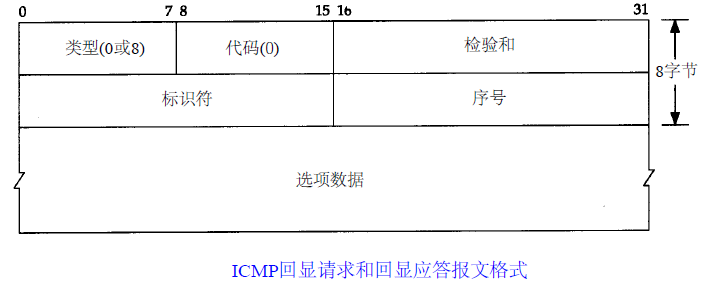 0 7 8 15 16 31
类型(0或8) 代码(0) 检验和
8字节
标识符 序号
选项数据
ICMP回显请求和回显应答报文格式